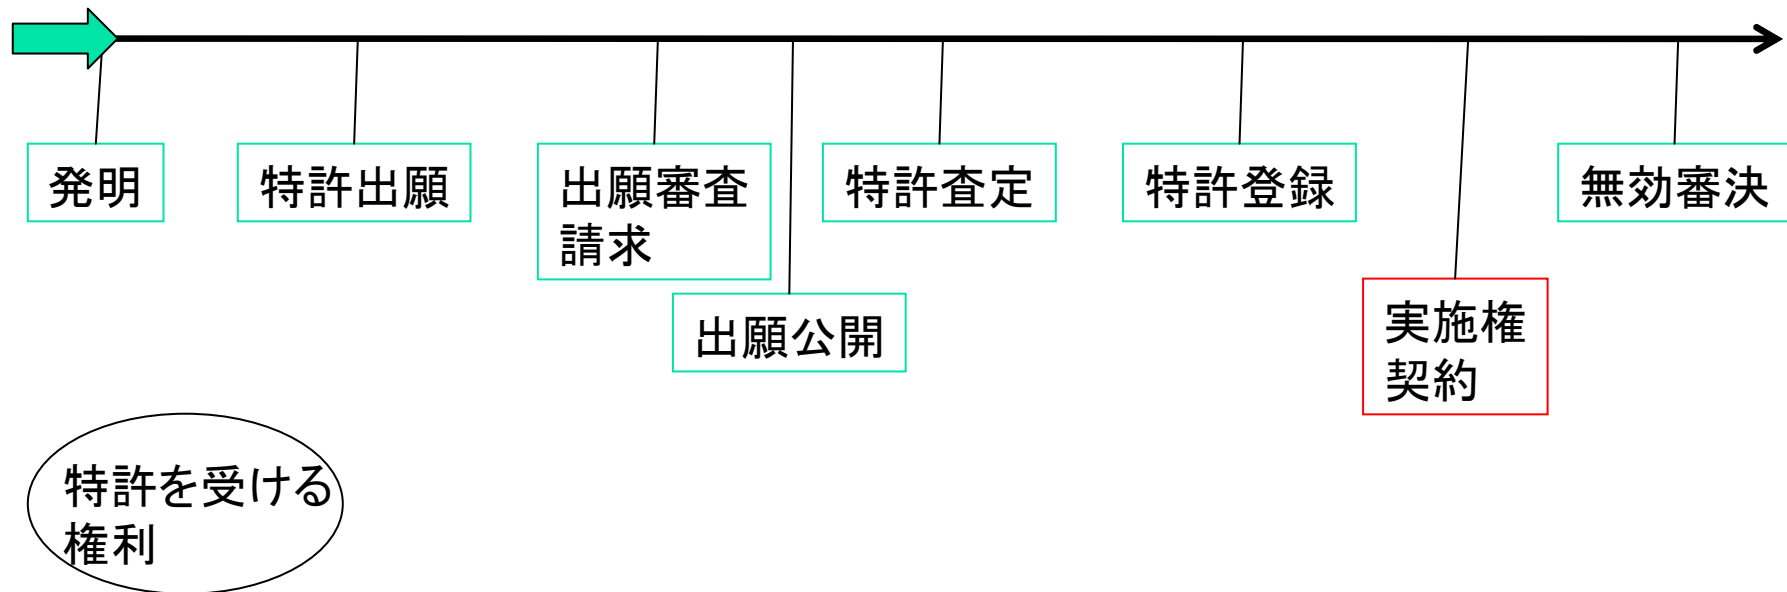 発明
特許出願
出願審査
請求
特許査定
特許登録
無効審決
出願公開
実施権
契約
特許を受ける
権利